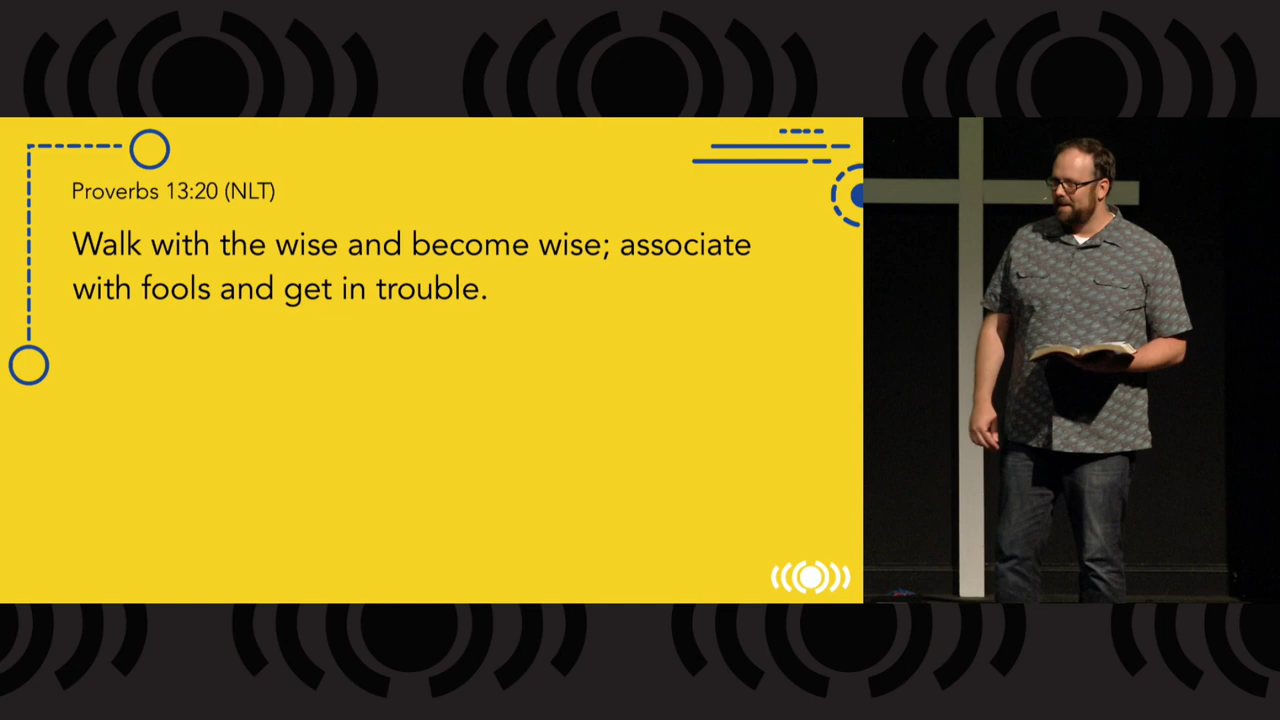 Proverbs 13:20 (NLT)
Walk with the wise and become wise; associate
with fools and get in trouble.